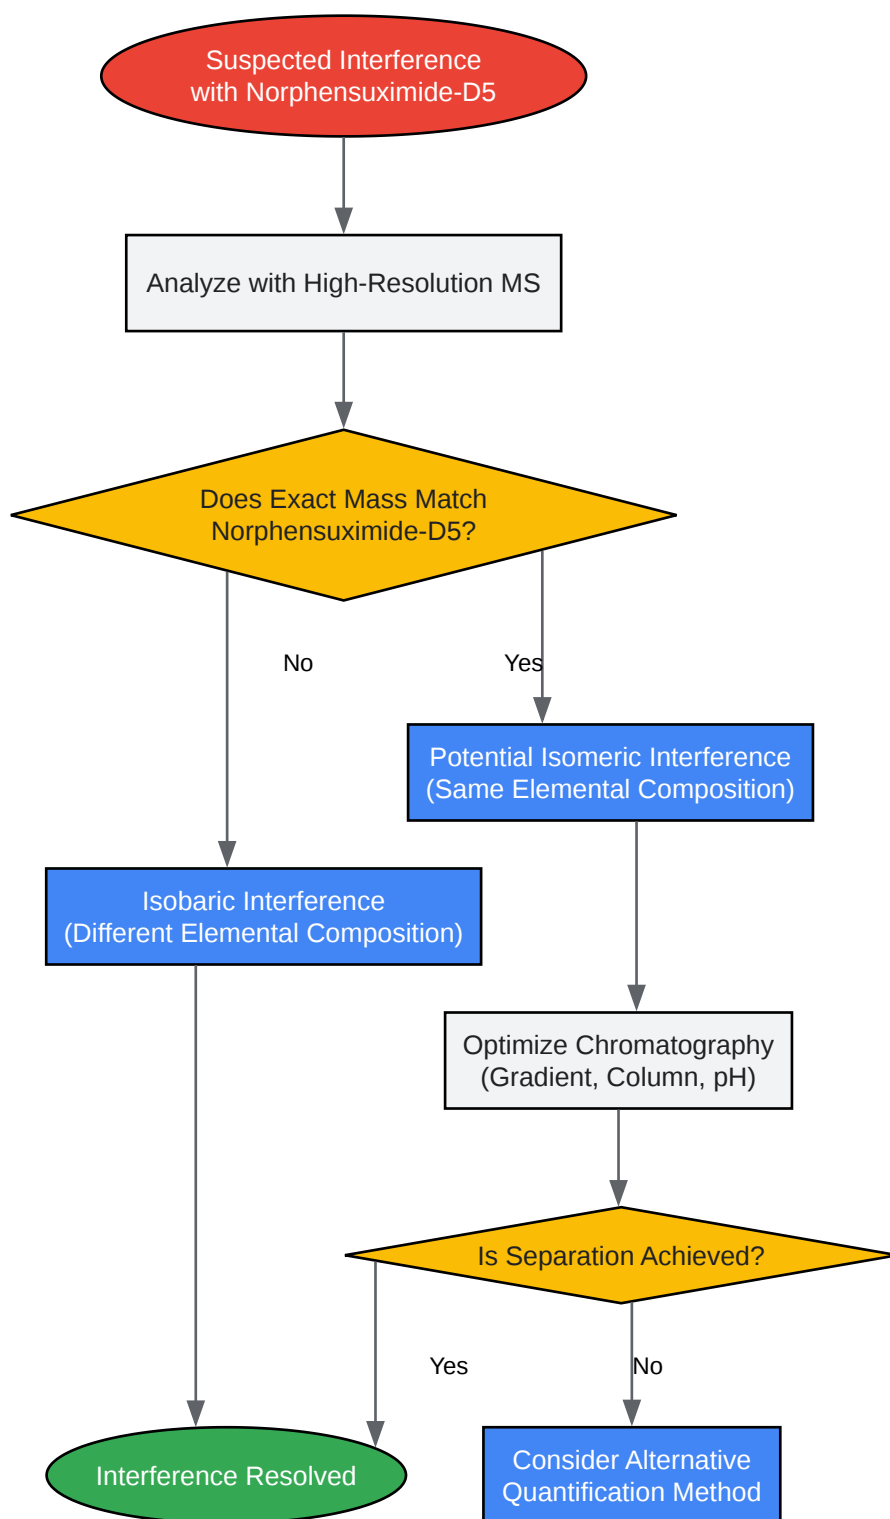 Suspected Interference
with Norphensuximide-D5
Analyze with High-Resolution MS
Does Exact Mass Match
Norphensuximide-D5?
No
Yes
Potential Isomeric Interference
(Same Elemental Composition)
Isobaric Interference
(Different Elemental Composition)
Optimize Chromatography
(Gradient, Column, pH)
Is Separation Achieved?
Yes
No
Interference Resolved
Consider Alternative
Quantification Method